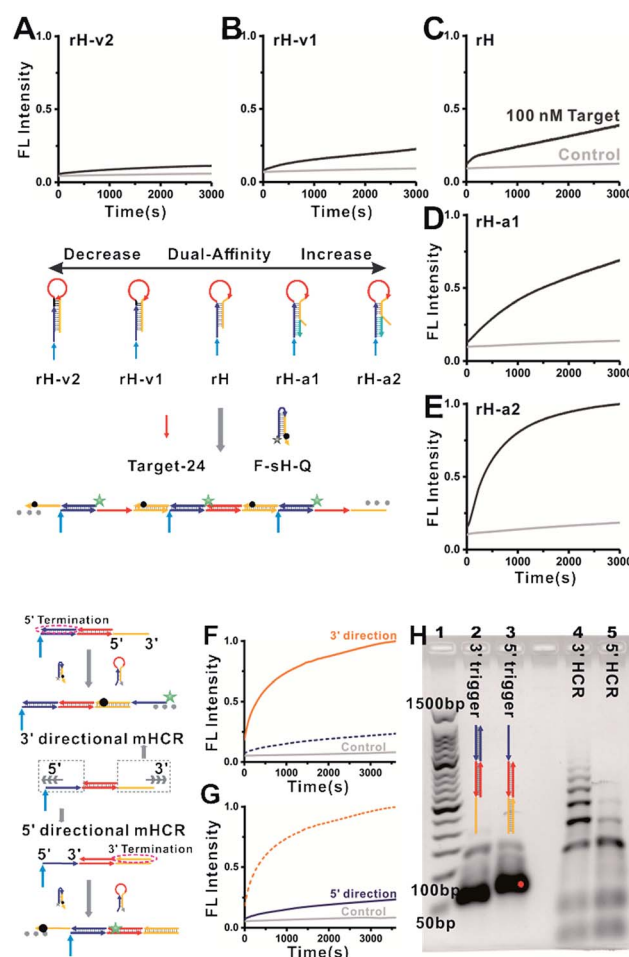 A
rH-v2
1.0
0.5
0.0
FL Intensity
0
1000
2000
3000
Time(s)
B
rH-v1
1.0
0.5
0.0
0
1000
2000
3000
Time(s)
C
rH
1.0
0.5
0.0
FL Intensity
100 nM Target
Control
0
1000
2000
3000
Time(s)
Decrease Dual-Affinity Increase
rH-v2 rH-v1 rH rH-a1 rH-a2
Target-24 F-sH-Q
D
rH-a1
1.0
0.5
0.0
FL Intensity
0
1000
2000
3000
Time(s)
E
rH-a2
1.0
0.5
0.0
FL Intensity
0
1000
2000
3000
Time(s)
5' Termination
5' 3'
3' directional mHCR
5' 3'
5' directional mHCR
5' 3' 3' Termination
F
1.0
0.5
0.0
FL Intensity
3' direction
Control
0
1000
2000
3000
Time(s)
G
1.0
0.5
0.0
FL Intensity
5' direction
Control
0
1000
2000
3000
Time(s)
H
1 2 3 4 5
3' trigger
5' trigger
3' HCR
5' HCR
1500bp
100bp
50bp